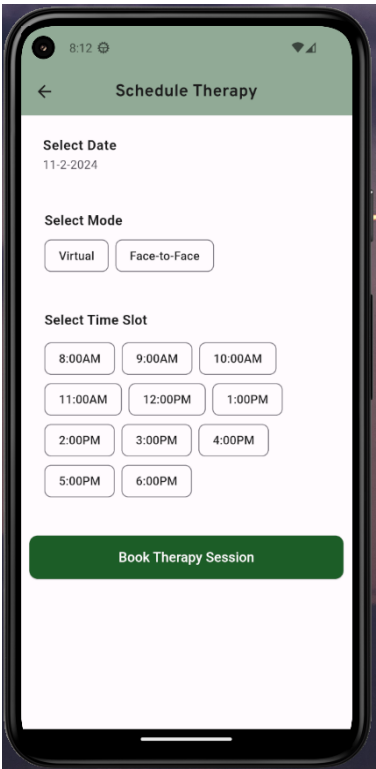 8:12
Schedule Therapy
Select Date
11-2-2024
Select Mode
Virtual Face-to-Face
Select Time Slot
8:00AM 9:00AM 10:00AM
11:00AM 12:00PM 1:00PM
2:00PM 3:00PM 4:00PM
5:00PM 6:00PM
Book Therapy Session